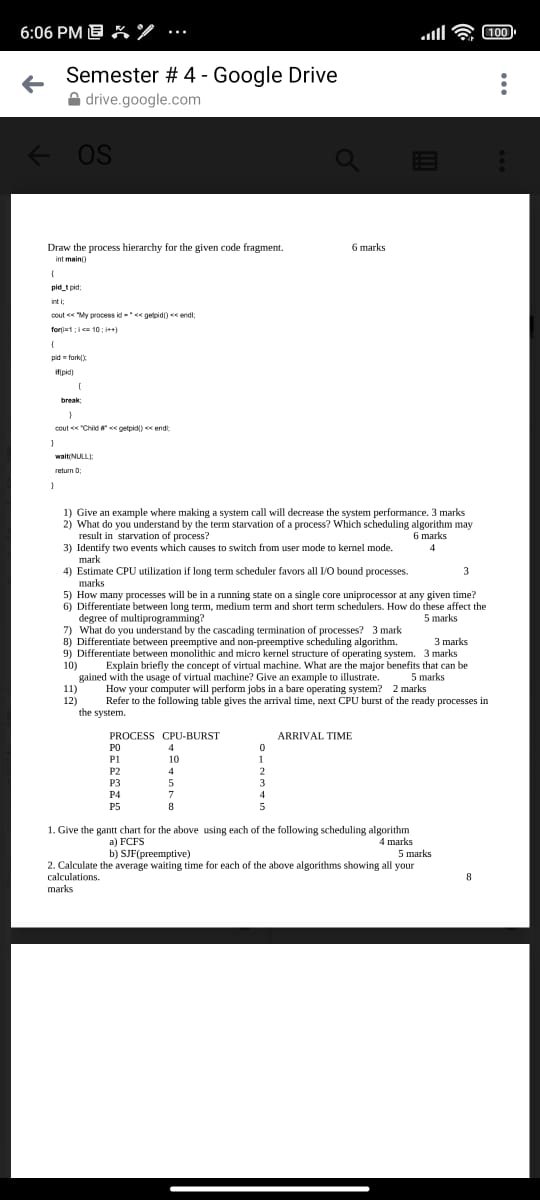 6:06 PM ... 100
Semester # 4 - Google Drive
drive.google.com
OS
Draw the process hierarchy for the given code fragment. 6 marks
int main()
{
pid_t pid;
int i;
cout << "My process id = " << getpid() << endl;
for(i=1 ; i <= 10 ; i++)
{
pid = fork();
if(pid)
{
break;
}
cout << "Child #" << getpid() << endl;
}
wait(NULL);
return 0;
}
1) Give an example where making a system call will decrease the system performance. 3 marks
2) What do you understand by the term starvation of a process? Which scheduling algorithm may
result in starvation of process? 6 marks
3) Identify two events which causes to switch from user mode to kernel mode. 4
mark
4) Estimate CPU utilization if long term scheduler favors all I/O bound processes. 3
marks
5) How many processes will be in a running state on a single core uniprocessor at any given time?
6) Differentiate between long term, medium term and short term schedulers. How do these affect the
degree of multiprogramming? 5 marks
7) What do you understand by the cascading termination of processes? 3 mark
8) Differentiate between preemptive and non-preemptive scheduling algorithm. 3 marks
9) Differentiate between monolithic and micro kernel structure of operating system. 3 marks
10) Explain briefly the concept of virtual machine. What are the major benefits that can be
gained with the usage of virtual machine? Give an example to illustrate. 5 marks
11) How your computer will perform jobs in a bare operating system? 2 marks
12) Refer to the following table gives the arrival time, next CPU burst of the ready processes in
the system.
PROCESS CPU-BURST ARRIVAL TIME
P0 4 0
P1 10 1
P2 4 2
P3 5 3
P4 7 4
P5 8 5
1. Give the gantt chart for the above using each of the following scheduling algorithm
a) FCFS 4 marks
b) SJF(preemptive) 5 marks
2. Calculate the average waiting time for each of the above algorithms showing all your
calculations. 8
marks